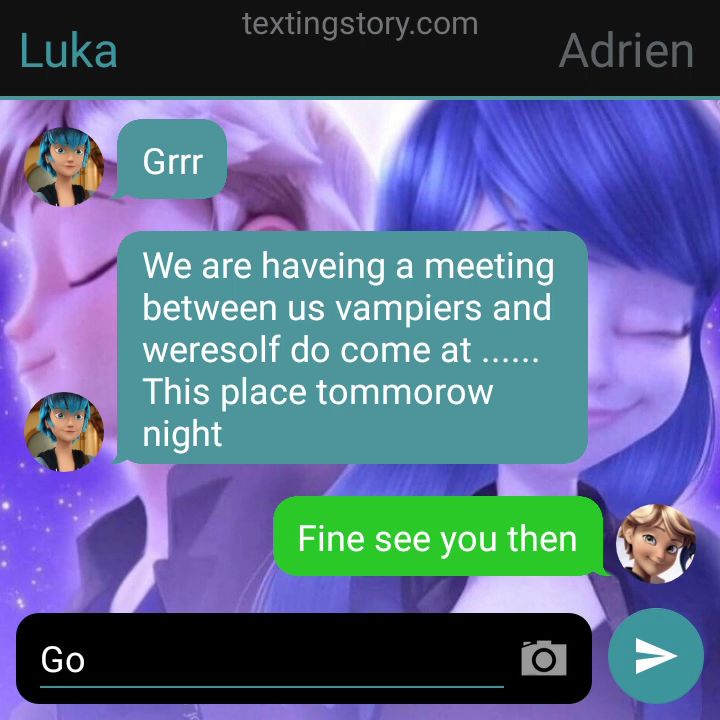 textingstory.com
Luka
Adrien
Grrr
We are haveing a meeting
between us vampiers and
weresolf do come at ......
This place tommorow
night
Fine see you then
Go